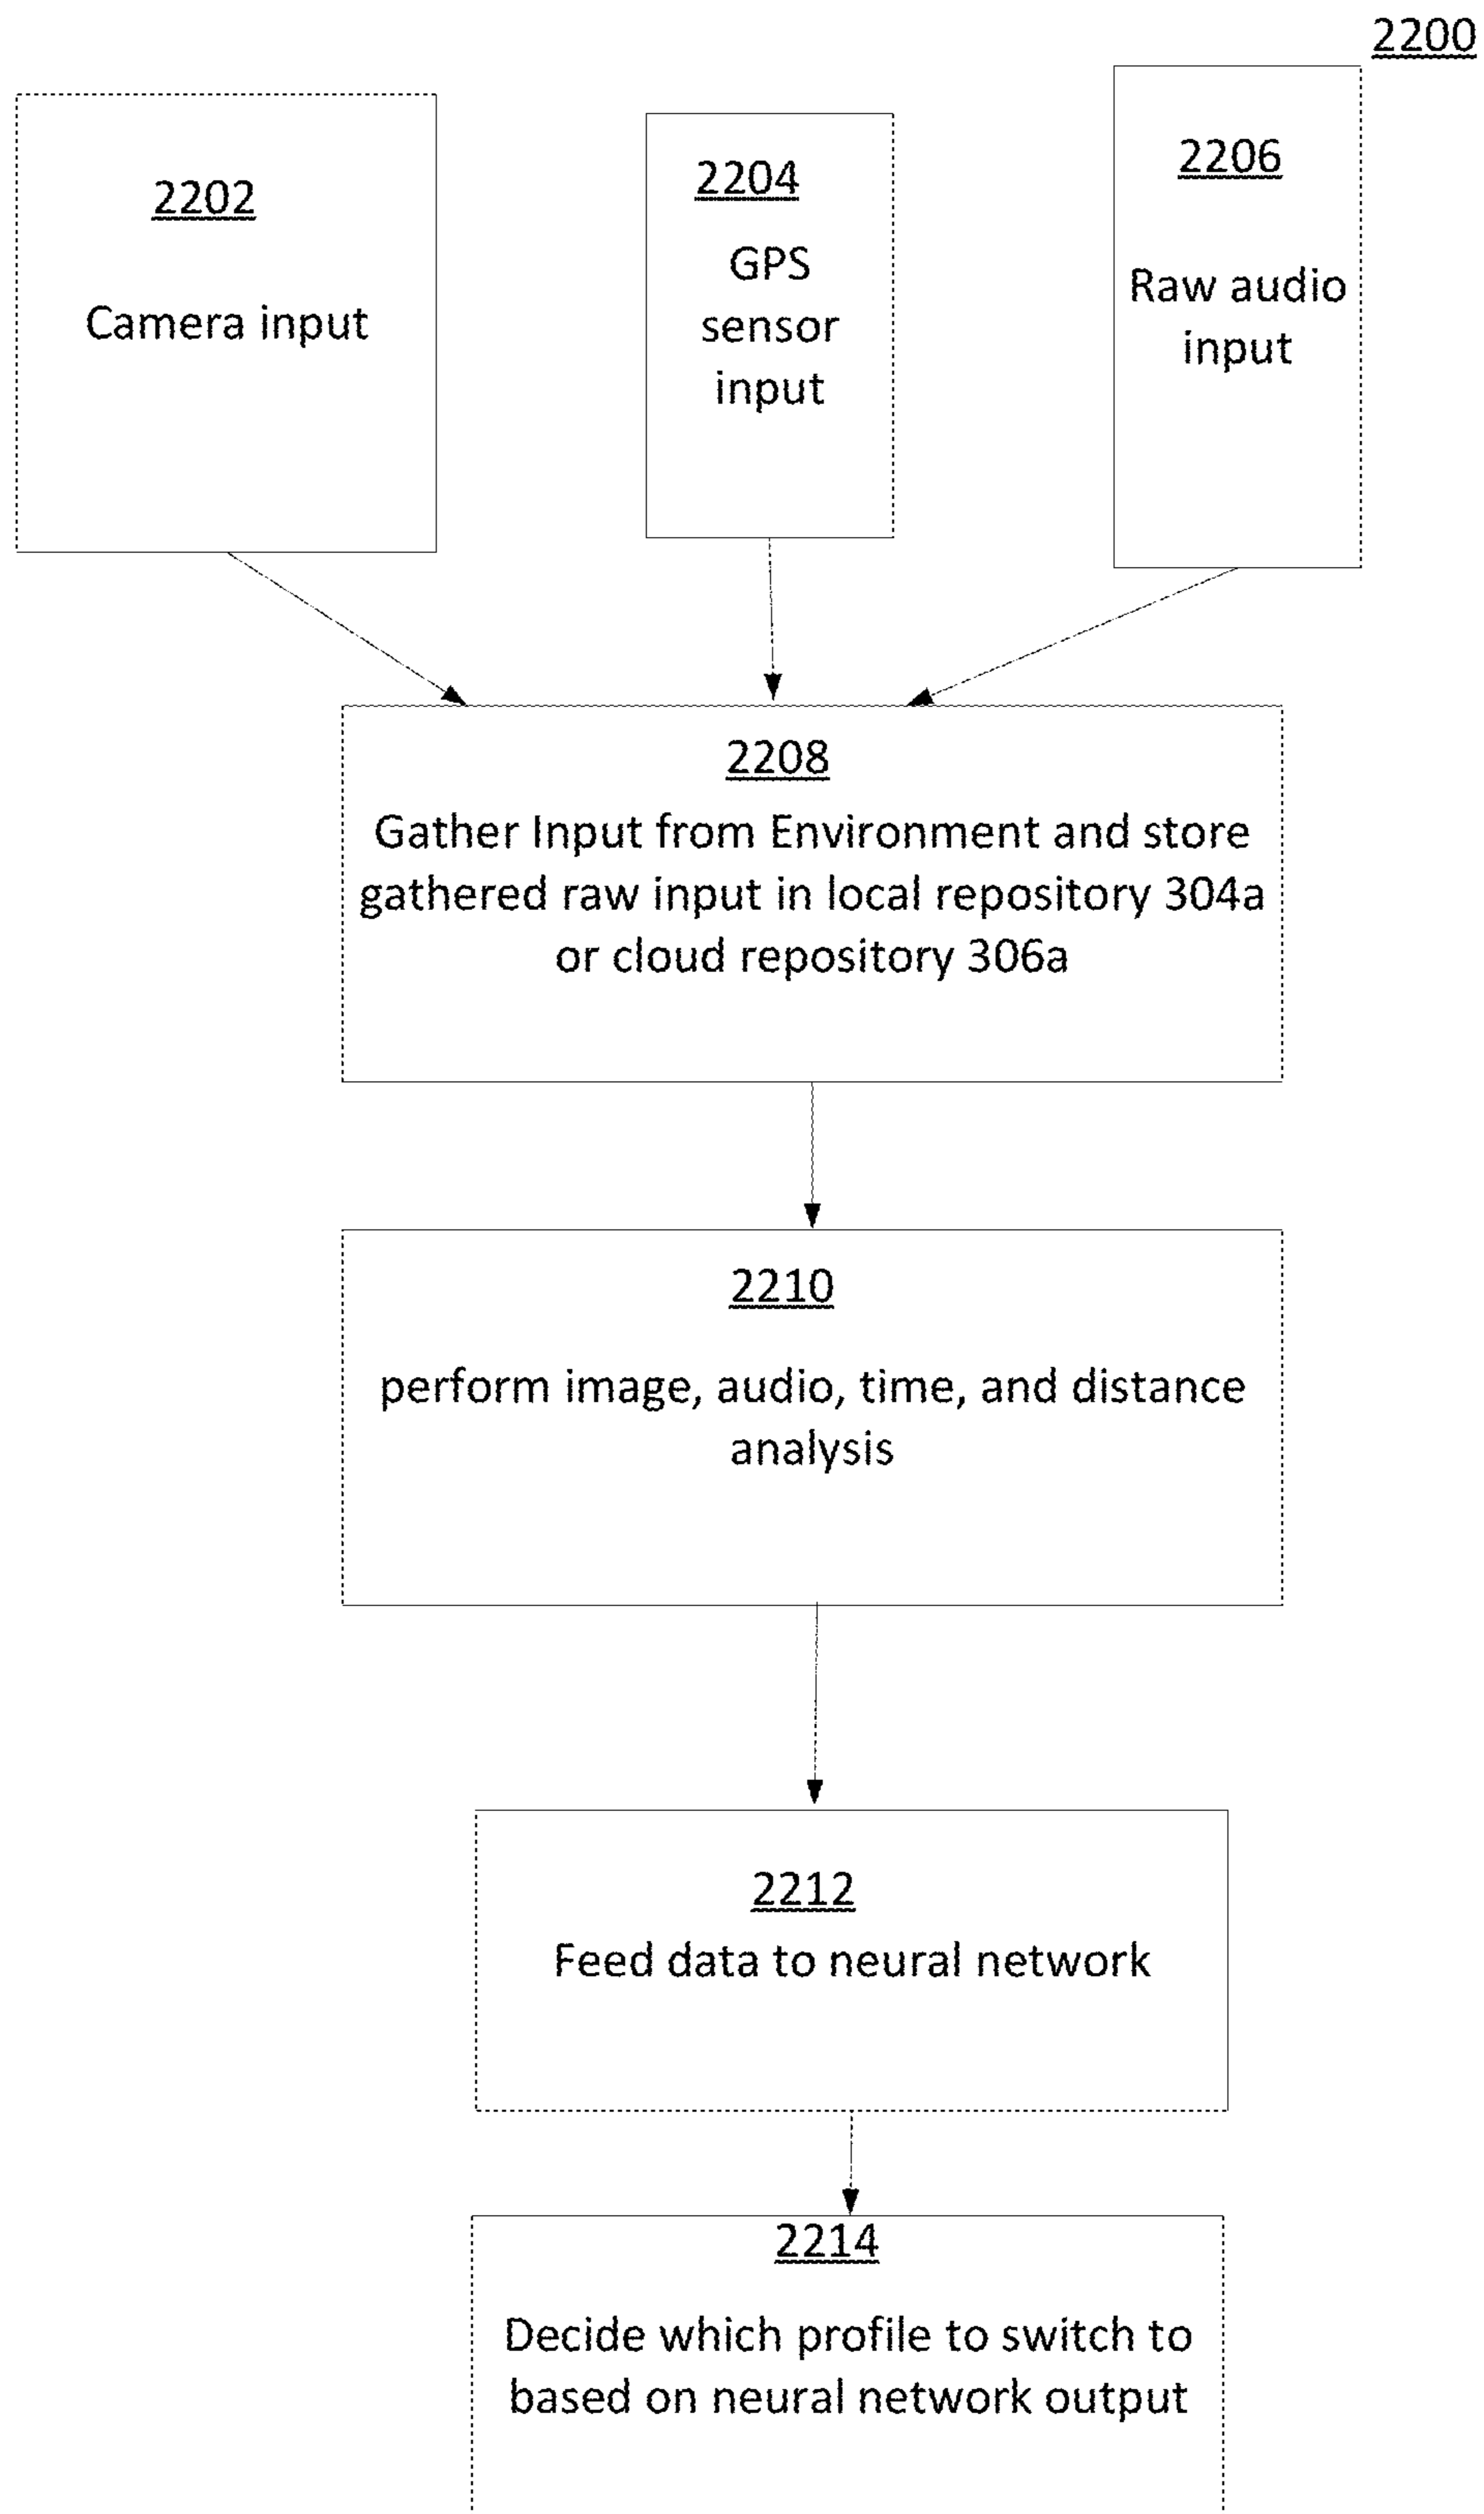 2200
2202
Camera input
2204
GPS
sensor
input
2206
Raw audio
input
2208
Gather Input from Environment and store
gathered raw input in local repository 304a
or cloud repository 306a
2210
perform image, audio, time, and distance
analysis
2212
Feed data to neural network
2214
Decide which profile to switch to
based on neural network output